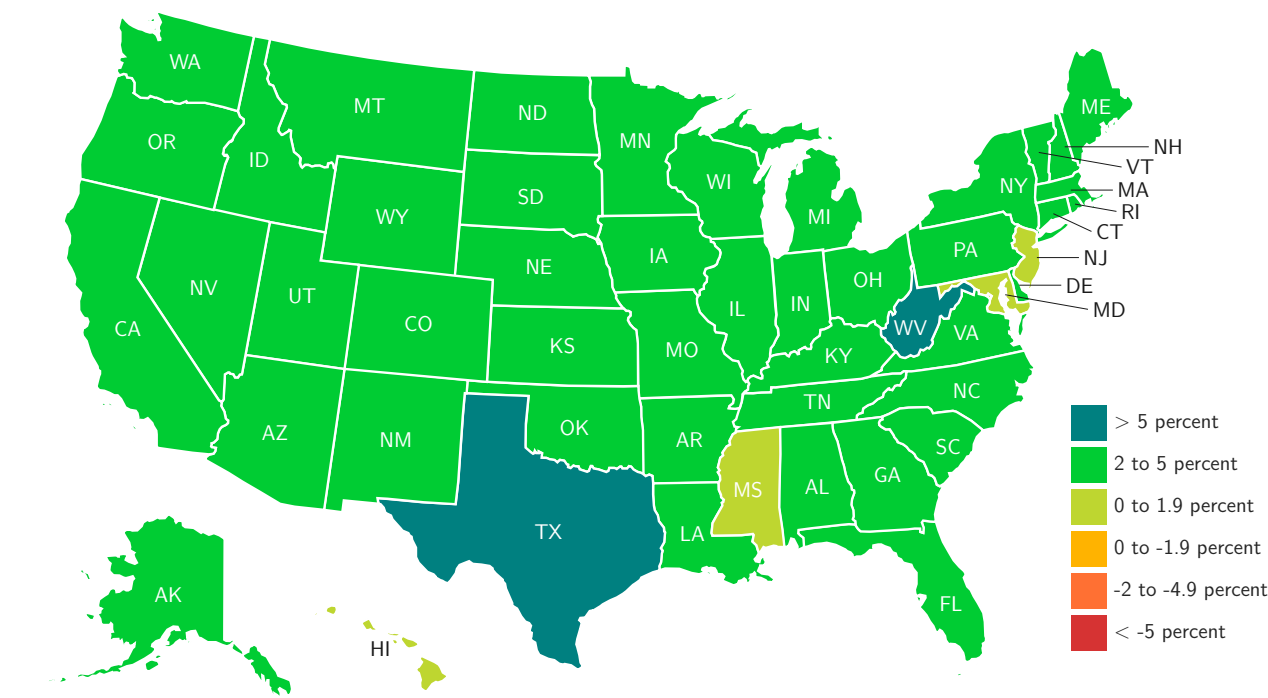 WA
MT
ND
MN
ME
OR
ID
NH
VT
WI
NY
MA
SD
RI
WY
MI
CT
PA
NJ
IA
NE
OH
DE
NV
UT
IN
IL
MD
CO
CA
WV
VA
KS
MO
KY
NC
TN
> 5 percent
AZ
NM
OK
AR
SC
2 to 5 percent
GA
MS
AL
0 to 1.9 percent
TX
LA
0 to -1.9 percent
AK
FL
-2 to -4.9 percent
HI
< -5 percent